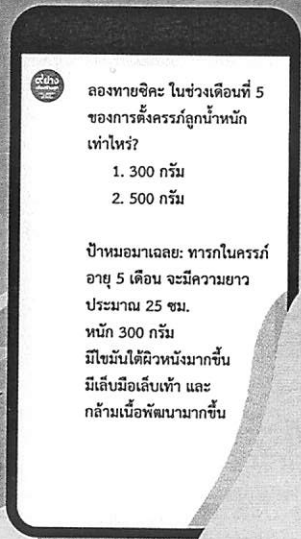 ๙ย่าง
ลองทายซิคะ ในช่วงเดือนที่ 5
ของการตั้งครรภ์ลูกน้ำหนัก
เท่าไหร่?
1. 300 กรัม
2. 500 กรัม
ป้าหมอมาเฉลย: ทารกในครรภ์
อายุ 5 เดือน จะมีความยาว
ประมาณ 25 ซม.
หนัก 300 กรัม
มีไขมันใต้ผิวหนังมากขึ้น
มีเล็บมือเล็บเท้า และ
กล้ามเนื้อพัฒนามากขึ้น